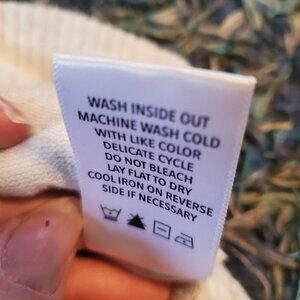 WASH INSIDE OUT
MACHINE WASH COLD
WITH LIKE COLOR
DELICATE CYCLE
DO NOT BLEACH
LAY FLAT TO DRY
COOL IRON ON REVERSE
SIDE IF NECESSARY